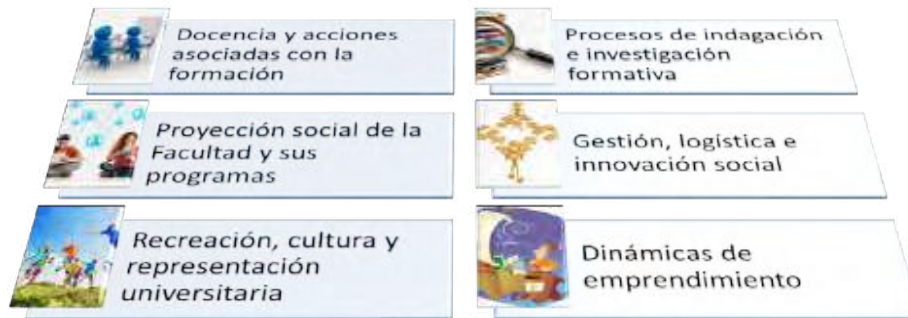 Docencia y acciones
asociadas con la
formación
Procesos de indagación
e investigación
formativa
Proyección social de la
Facultad y sus
programas
Gestión, logística e
innovación social
Recreación, cultura y
representación
universitaria
Dinámicas de
emprendimiento